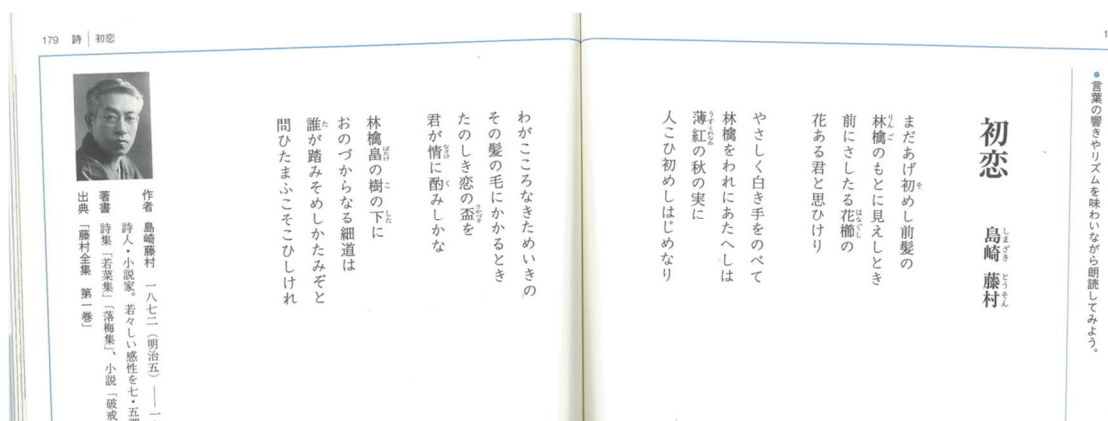 ●言葉の響きやリズムを味わいながら朗読してみよう。
初恋
島崎 藤村
しまざき とうそん
まだあげ初めし前髪の
林檎のもとに見えしとき
前にさしたる花櫛の
花ある君と思ひけり
やさしく白き手をのべて
林檎をわれにあたへしは
薄紅の秋の実に
人こひ初めしはじめなり
179 詩 初恋
わがこころなきためいきの
その髪の毛にかかるとき
たのしき恋の盃を
君が情に酌みしかな
林檎畠の樹の下に
おのづからなる細道は
誰が踏みそめしかたみぞと
問ひたまふこそこひしけれ
作者 島崎藤村 一八七二(明治五)――一
詩人・小説家。若々しい感性を七・五
著書 詩集「若菜集」「落梅集」、小説「破戒
出典 「藤村全集 第一巻」